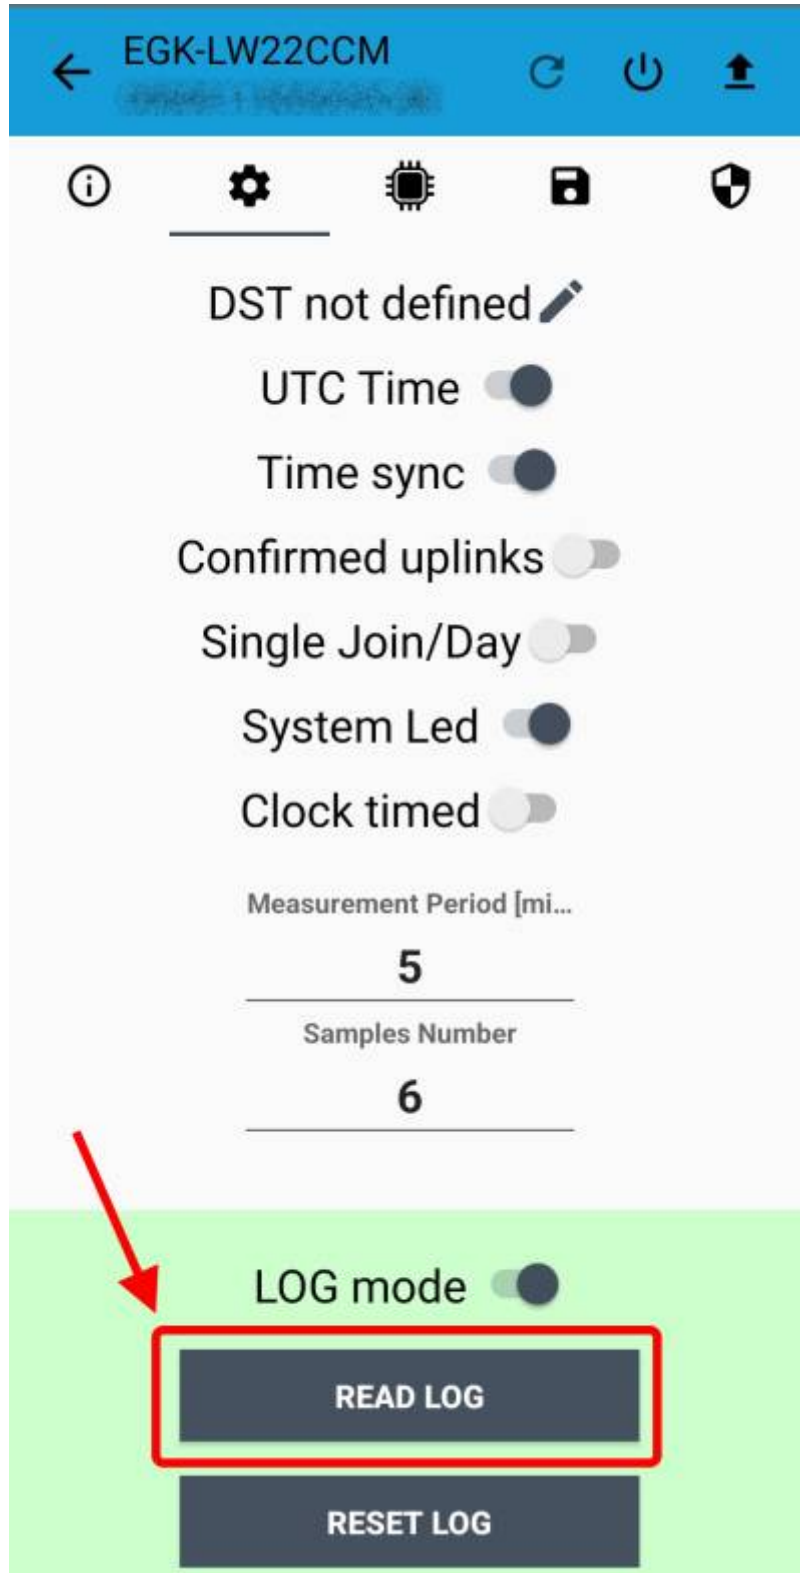 EGK-LW22CCM
DST not defined
UTC Time
Time sync
Confirmed uplinks
Single Join/Day
System Led
Clock timed
Measurement Period [mi...
5
Samples Number
6
LOG mode
READ LOG
RESET LOG